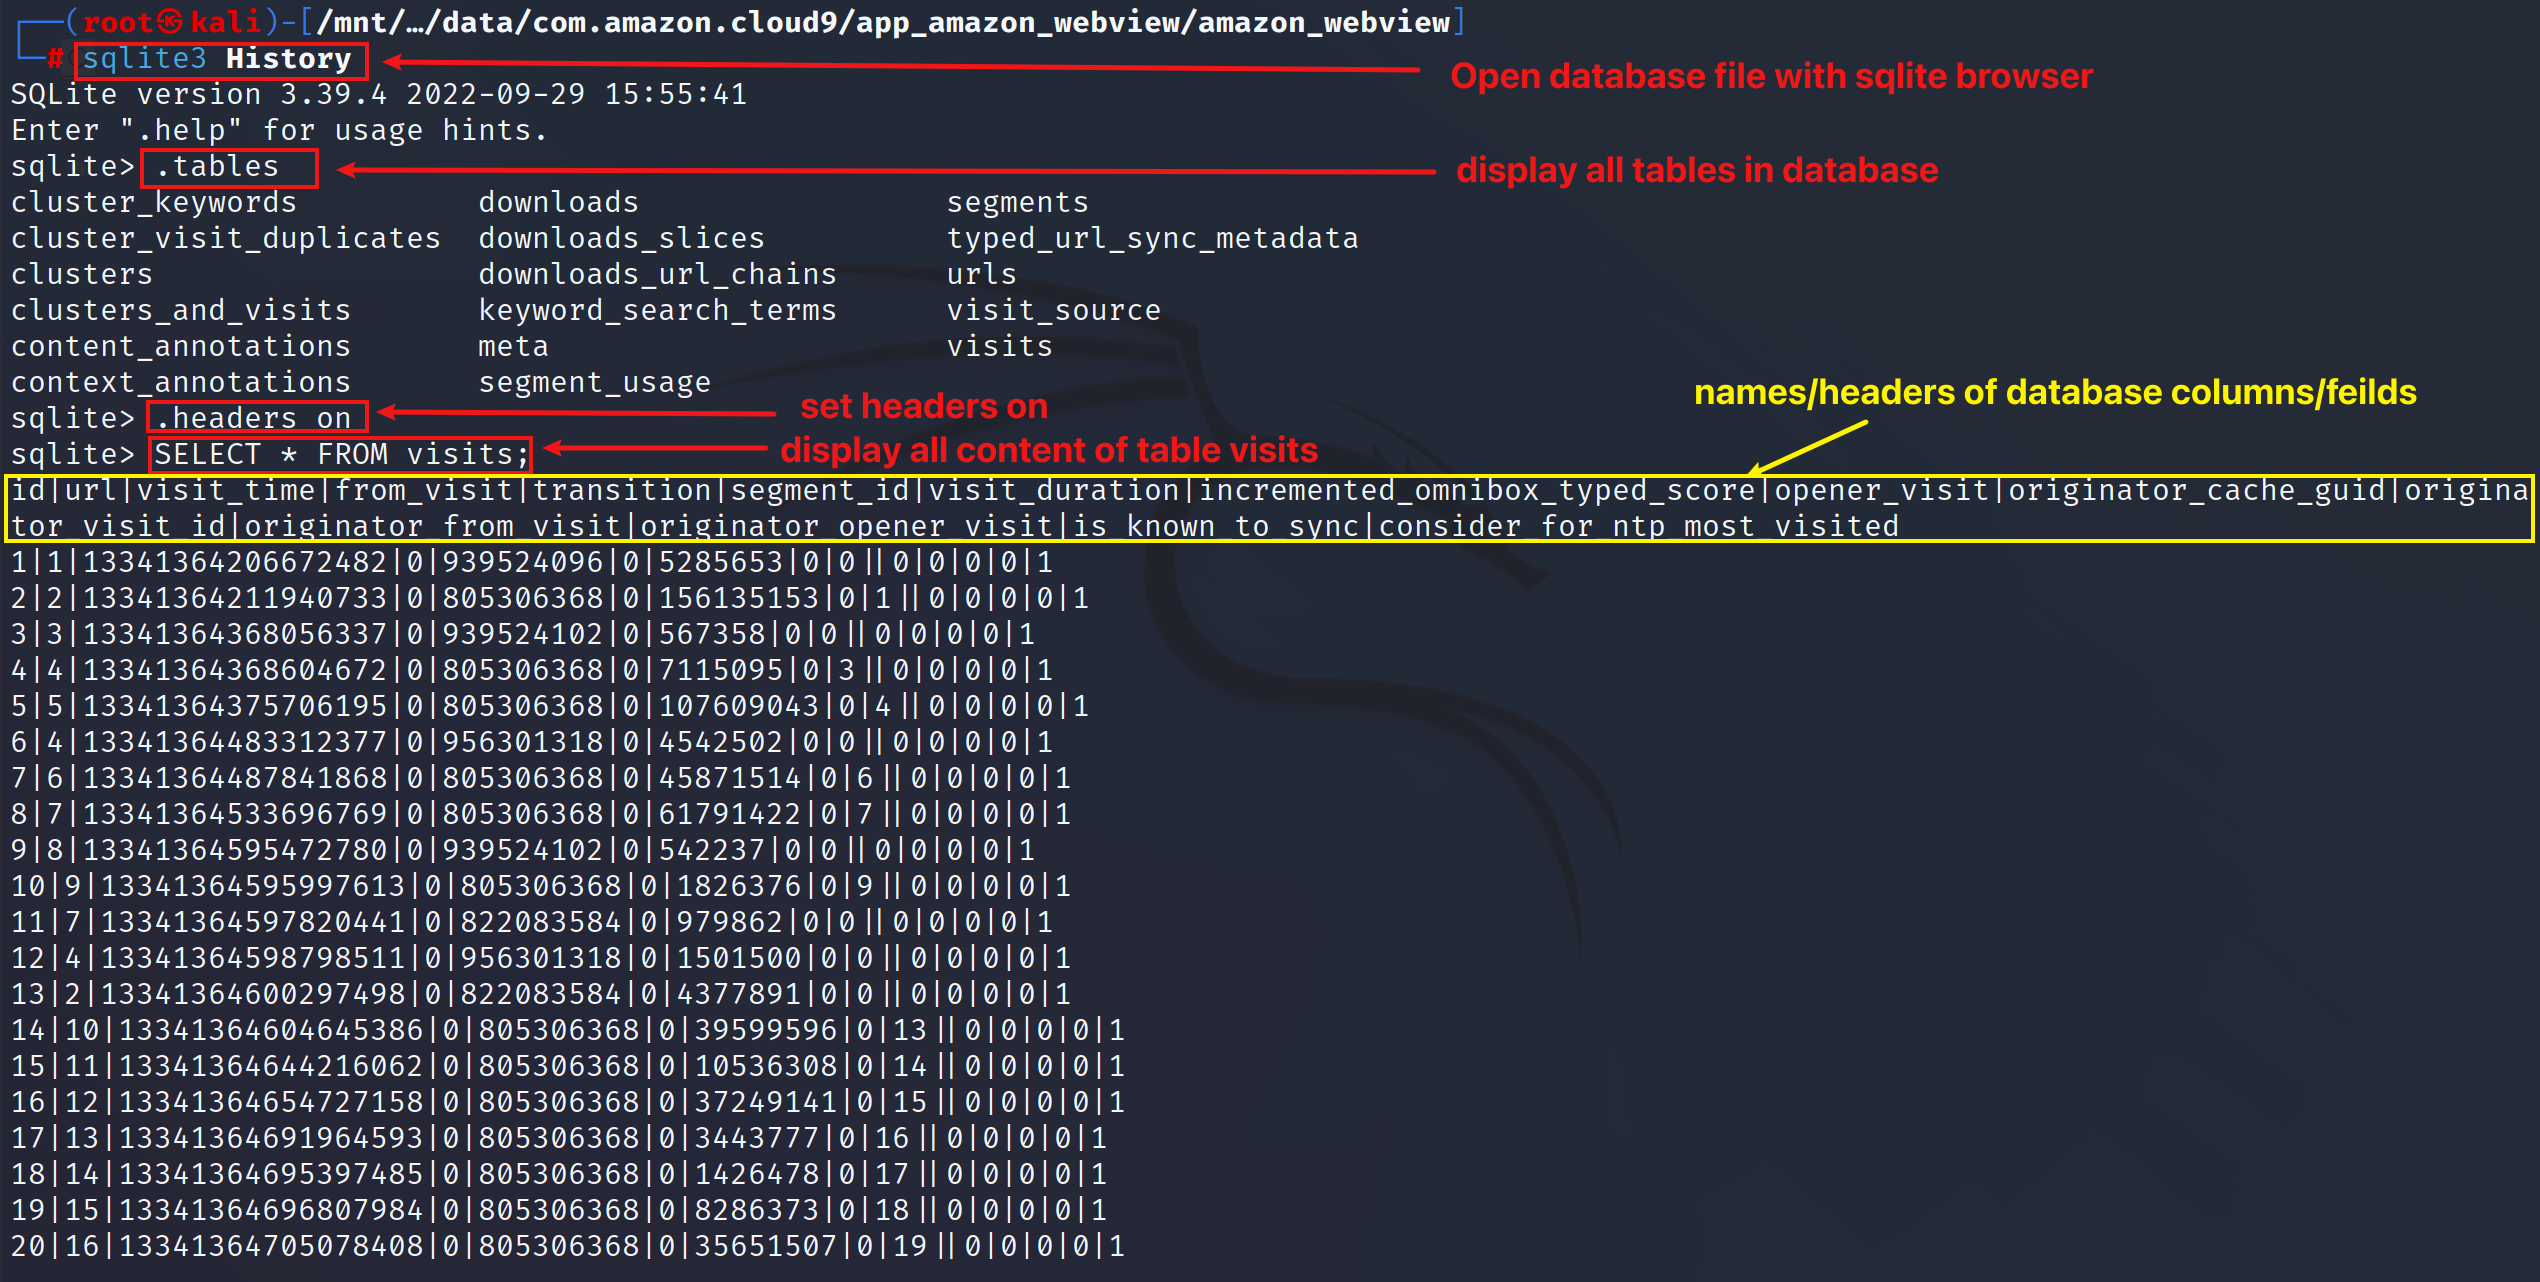 ┌──(root㉿kali)-[/mnt/…/data/com.amazon.cloud9/app_amazon_webview/amazon_webview]
└─# sqlite3 History
Open database file with sqlite browser
SQLite version 3.39.4 2022-09-29 15:55:41
Enter ".help" for usage hints.
sqlite> .tables
display all tables in database
cluster_keywords downloads segments
cluster_visit_duplicates downloads_slices typed_url_sync_metadata
clusters downloads_url_chains urls
clusters_and_visits keyword_search_terms visit_source
content_annotations meta visits
context_annotations segment_usage
names/headers of database columns/feilds
sqlite> .headers on
set headers on
sqlite> SELECT * FROM visits;
display all content of table visits
id|url|visit_time|from_visit|transition|segment_id|visit_duration|incremented_omnibox_typed_score|opener_visit|originator_cache_guid|origina
tor_visit_id|originator_from_visit|originator_opener_visit|is_known_to_sync|consider_for_ntp_most_visited
1|1|13341364206672482|0|939524096|0|5285653|0|0||0|0|0|0|1
2|2|13341364211940733|0|805306368|0|156135153|0|1||0|0|0|0|1
3|3|13341364368056337|0|939524102|0|567358|0|0||0|0|0|0|1
4|4|13341364368604672|0|805306368|0|7115095|0|3||0|0|0|0|1
5|5|13341364375706195|0|805306368|0|107609043|0|4||0|0|0|0|1
6|4|13341364483312377|0|956301318|0|4542502|0|0||0|0|0|0|1
7|6|13341364487841868|0|805306368|0|45871514|0|6||0|0|0|0|1
8|7|13341364533696769|0|805306368|0|61791422|0|7||0|0|0|0|1
9|8|13341364595472780|0|939524102|0|542237|0|0||0|0|0|0|1
10|9|13341364595997613|0|805306368|0|1826376|0|9||0|0|0|0|1
11|7|13341364597820441|0|822083584|0|979862|0|0||0|0|0|0|1
12|4|13341364598798511|0|956301318|0|1501500|0|0||0|0|0|0|1
13|2|13341364600297498|0|822083584|0|4377891|0|0||0|0|0|0|1
14|10|13341364604645386|0|805306368|0|39599596|0|13||0|0|0|0|1
15|11|13341364644216062|0|805306368|0|10536308|0|14||0|0|0|0|1
16|12|13341364654727158|0|805306368|0|37249141|0|15||0|0|0|0|1
17|13|13341364691964593|0|805306368|0|3443777|0|16||0|0|0|0|1
18|14|13341364695397485|0|805306368|0|1426478|0|17||0|0|0|0|1
19|15|13341364696807984|0|805306368|0|8286373|0|18||0|0|0|0|1
20|16|13341364705078408|0|805306368|0|35651507|0|19||0|0|0|0|1